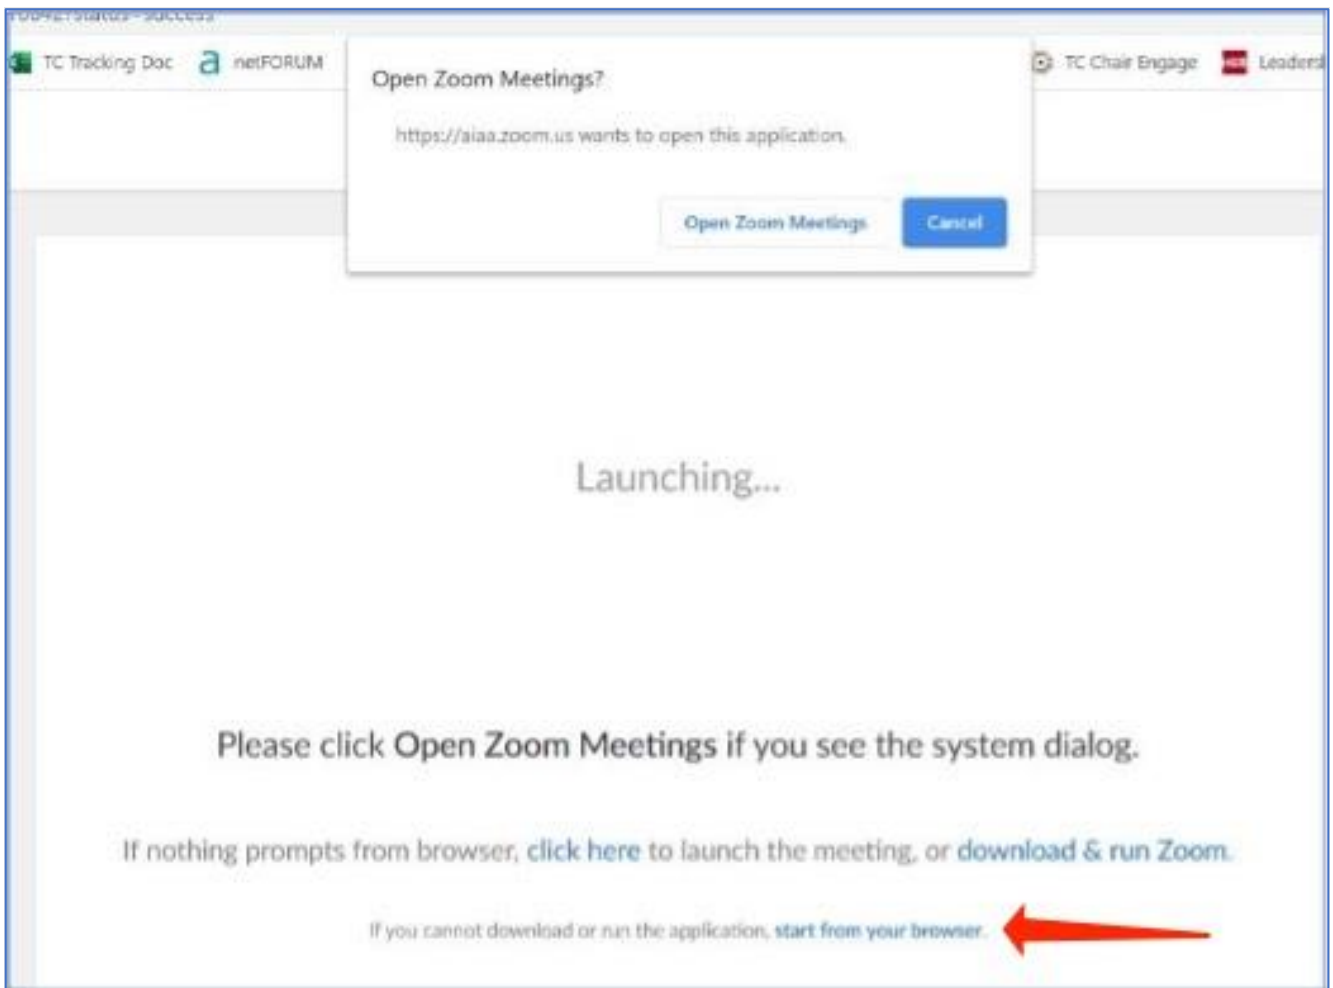 TC Tracking Doc netFORUM TC Chair Engage
Open Zoom Meetings?
https://aiaa.zoom.us wants to open this application.
Open Zoom Meetings Cancel
Launching...
Please click Open Zoom Meetings if you see the system dialog.
If nothing prompts from browser, click here to launch the meeting, or download & run Zoom.
If you cannot download or run the application, start from your browser.